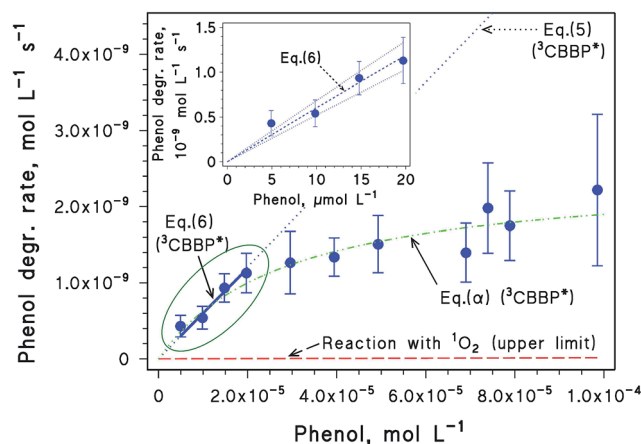 Phenol degr. rate, mol L⁻¹ s⁻¹
4.0x10⁻⁹
3.0x10⁻⁹
2.0x10⁻⁹
1.0x10⁻⁹
0
Phenol degr. rate,
10⁻⁹ mol L⁻¹ s⁻¹
1.5
1.0
0.5
0.0
Eq.(6)
0
5
10
15
20
Phenol, µmol L⁻¹
Eq.(5)
(³CBBP*)
Eq.(6)
(³CBBP*)
Eq.(α) (³CBBP*)
Reaction with ¹O₂ (upper limit)
0
2.0x10⁻⁵
4.0x10⁻⁵
6.0x10⁻⁵
8.0x10⁻⁵
1.0x10⁻⁴
Phenol, mol L⁻¹